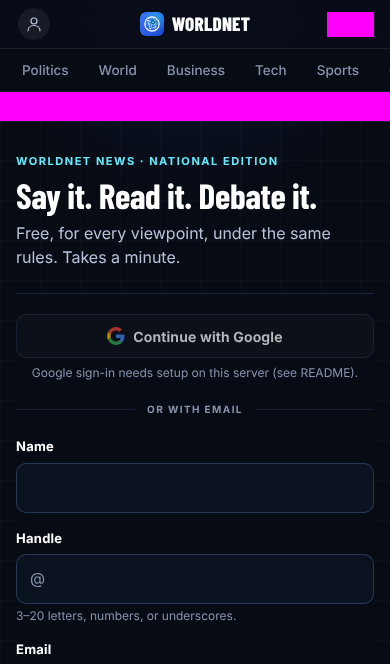 WORLDNET
Politics World Business Tech Sports
WORLDNET NEWS · NATIONAL EDITION
Say it. Read it. Debate it.
Free, for every viewpoint, under the same
rules. Takes a minute.
Continue with Google
Google sign-in needs setup on this server (see README).
OR WITH EMAIL
Name
Handle
@
3–20 letters, numbers, or underscores.
Email